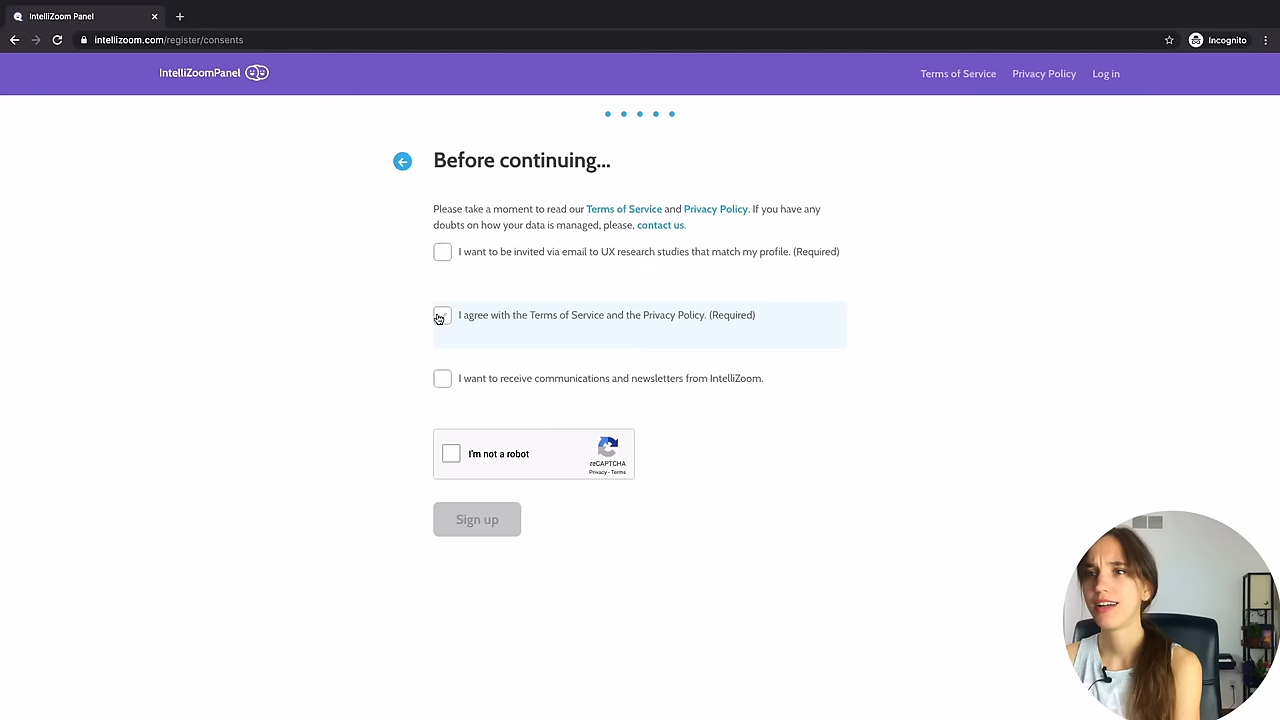 IntelliZoom Panel
intellizoom.com/register/consents
Incognito
IntelliZoomPanel
Terms of Service
Privacy Policy
Log in
Before continuing...
Please take a moment to read our Terms of Service and Privacy Policy. If you have any
doubts on how your data is managed, please, contact us.
I want to be invited via email to UX research studies that match my profile. (Required)
I agree with the Terms of Service and the Privacy Policy. (Required)
I want to receive communications and newsletters from IntelliZoom.
I'm not a robot
reCAPTCHA
Privacy - Terms
Sign up